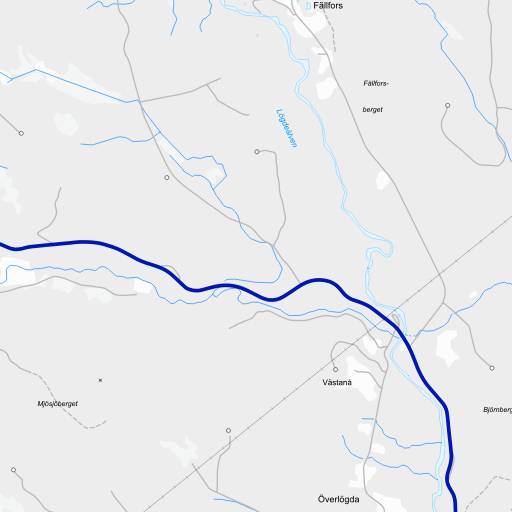 Fällfors
Fällfors-
berget
Lögdeälven
Västanå
Mjösjöberget
Björnberg
Överlögda